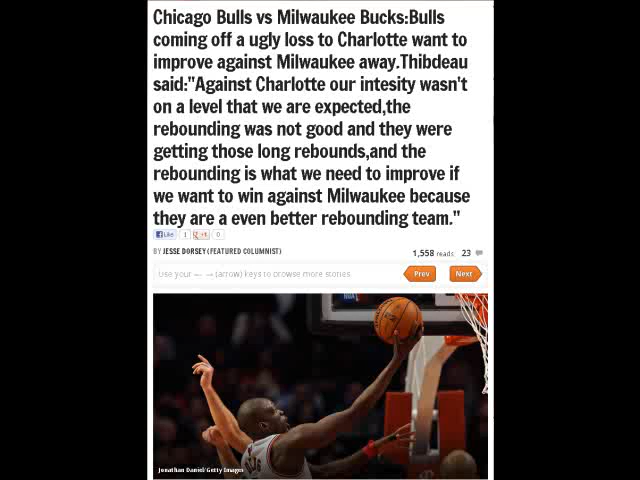 Chicago Bulls vs Milwaukee Bucks:Bulls
coming off a ugly loss to Charlotte want to
improve against Milwaukee away.Thibdeau
said:"Against Charlotte our intesity wasn't
on a level that we are expected,the
rebounding was not good and they were
getting those long rebounds,and the
rebounding is what we need to improve if
we want to win against Milwaukee because
they are a even better rebounding team."
Like 1 +1 0
BY JESSE DORSEY (FEATURED COLUMNIST) 1,558 reads 23
Use your ← → (arrow) keys to browse more stories Prev Next
NBA
Jonathan Daniel/Getty Images